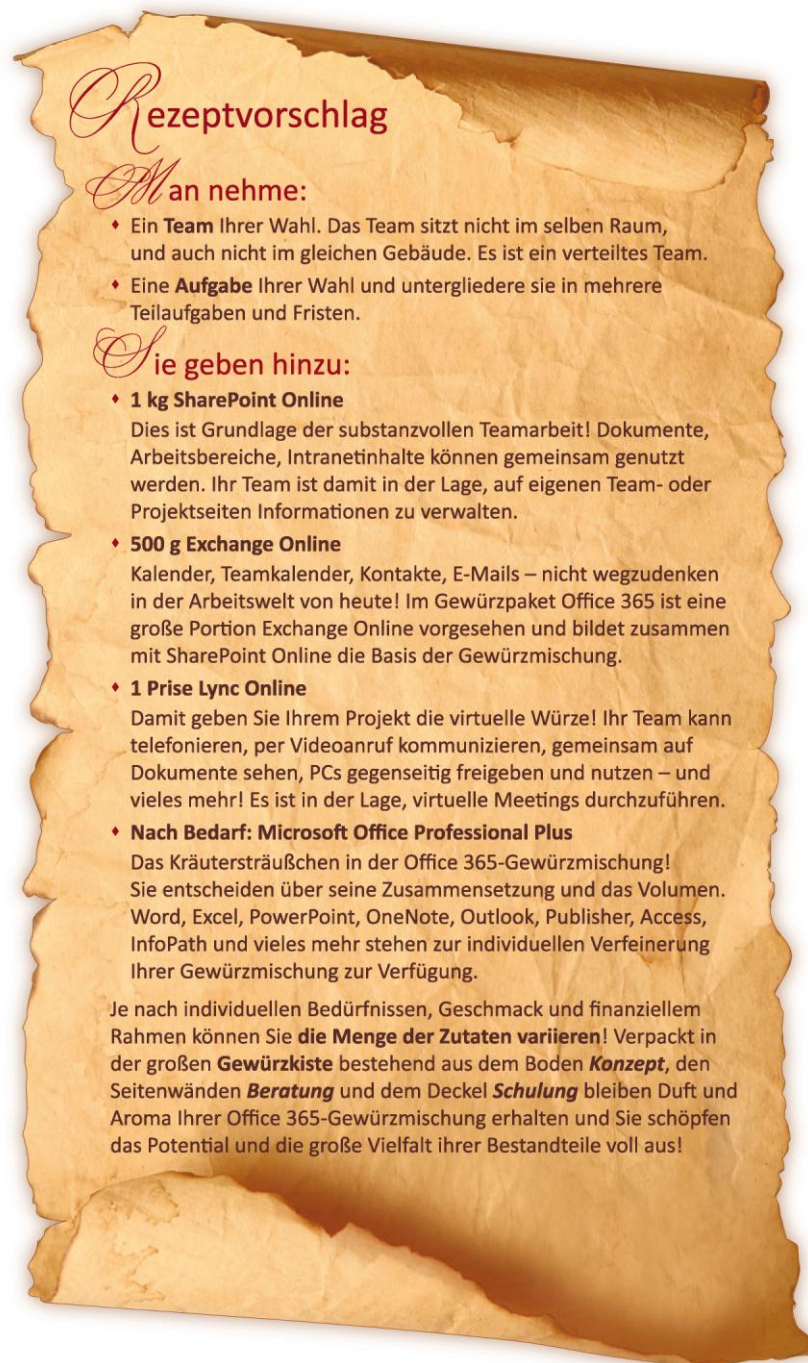 Rezeptvorschlag
Man nehme:
• Ein Team Ihrer Wahl. Das Team sitzt nicht im selben Raum,
und auch nicht im gleichen Gebäude. Es ist ein verteiltes Team.
• Eine Aufgabe Ihrer Wahl und untergliedere sie in mehrere
Teilaufgaben und Fristen.
Sie geben hinzu:
• 1 kg SharePoint Online
Dies ist Grundlage der substanzvollen Teamarbeit! Dokumente,
Arbeitsbereiche, Intranetinhalte können gemeinsam genutzt
werden. Ihr Team ist damit in der Lage, auf eigenen Team- oder
Projektseiten Informationen zu verwalten.
• 500 g Exchange Online
Kalender, Teamkalender, Kontakte, E-Mails – nicht wegzudenken
in der Arbeitswelt von heute! Im Gewürzpaket Office 365 ist eine
große Portion Exchange Online vorgesehen und bildet zusammen
mit SharePoint Online die Basis der Gewürzmischung.
• 1 Prise Lync Online
Damit geben Sie Ihrem Projekt die virtuelle Würze! Ihr Team kann
telefonieren, per Videoanruf kommunizieren, gemeinsam auf
Dokumente sehen, PCs gegenseitig freigeben und nutzen – und
vieles mehr! Es ist in der Lage, virtuelle Meetings durchzuführen.
• Nach Bedarf: Microsoft Office Professional Plus
Das Kräutersträußchen in der Office 365-Gewürzmischung!
Sie entscheiden über seine Zusammensetzung und das Volumen.
Word, Excel, PowerPoint, OneNote, Outlook, Publisher, Access,
InfoPath und vieles mehr stehen zur individuellen Verfeinerung
Ihrer Gewürzmischung zur Verfügung.
Je nach individuellen Bedürfnissen, Geschmack und finanziellem
Rahmen können Sie die Menge der Zutaten variieren! Verpackt in
der großen Gewürzkiste bestehend aus dem Boden Konzept, den
Seitenwänden Beratung und dem Deckel Schulung bleiben Duft und
Aroma Ihrer Office 365-Gewürzmischung erhalten und Sie schöpfen
das Potential und die große Vielfalt ihrer Bestandteile voll aus!